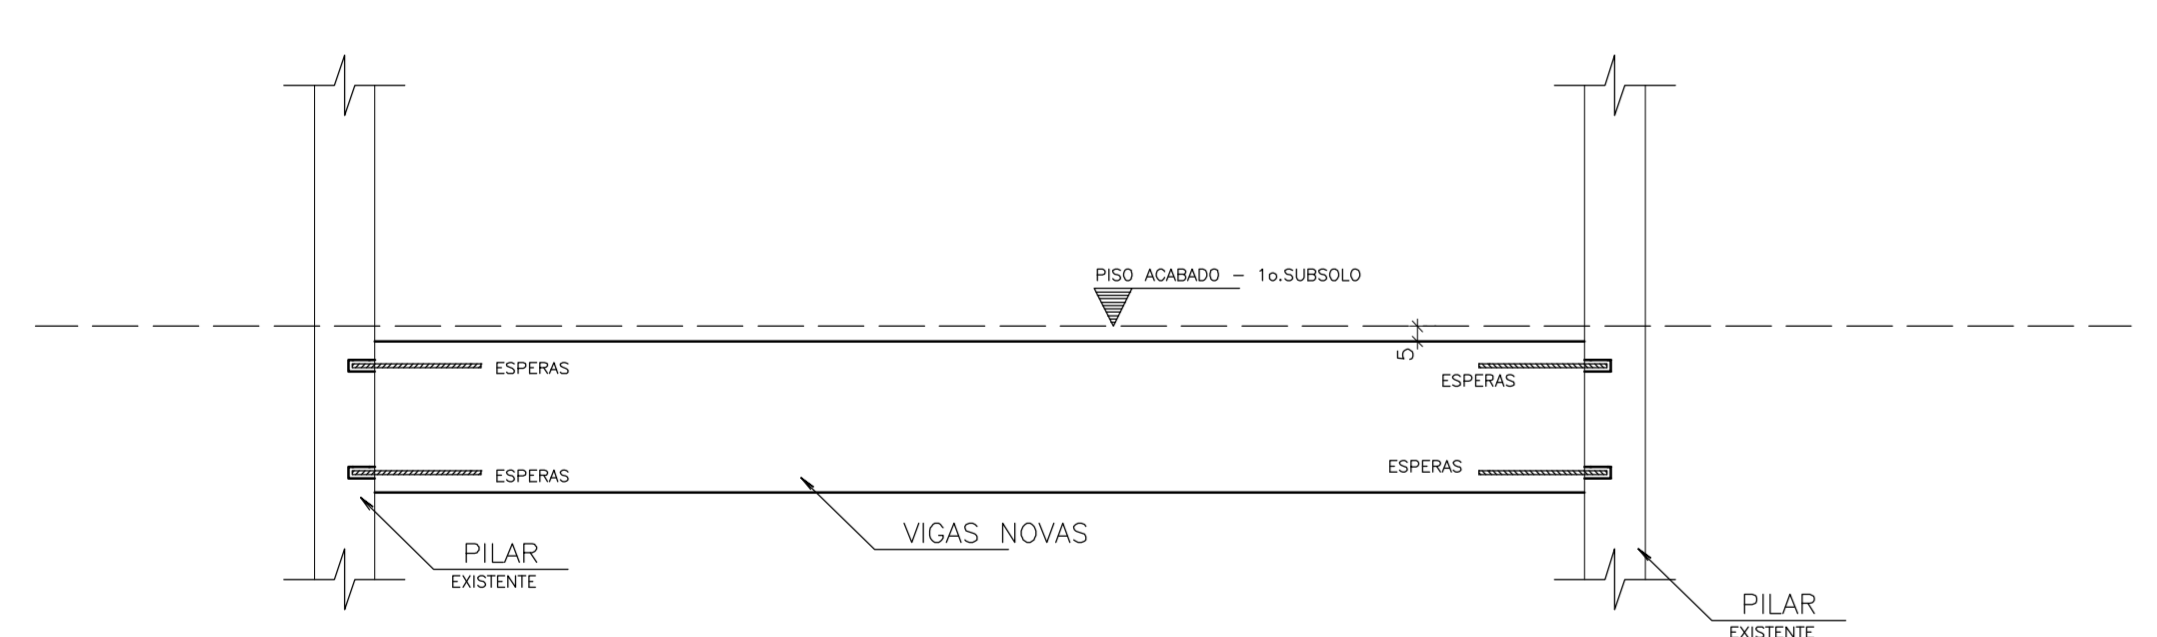 PISO ACABADO - 1o.SUBSOLO
5
ESPERAS
ESPERAS
ESPERAS
ESPERAS
VIGAS NOVAS
PILAR
EXISTENTE
PILAR
EXISTENTE